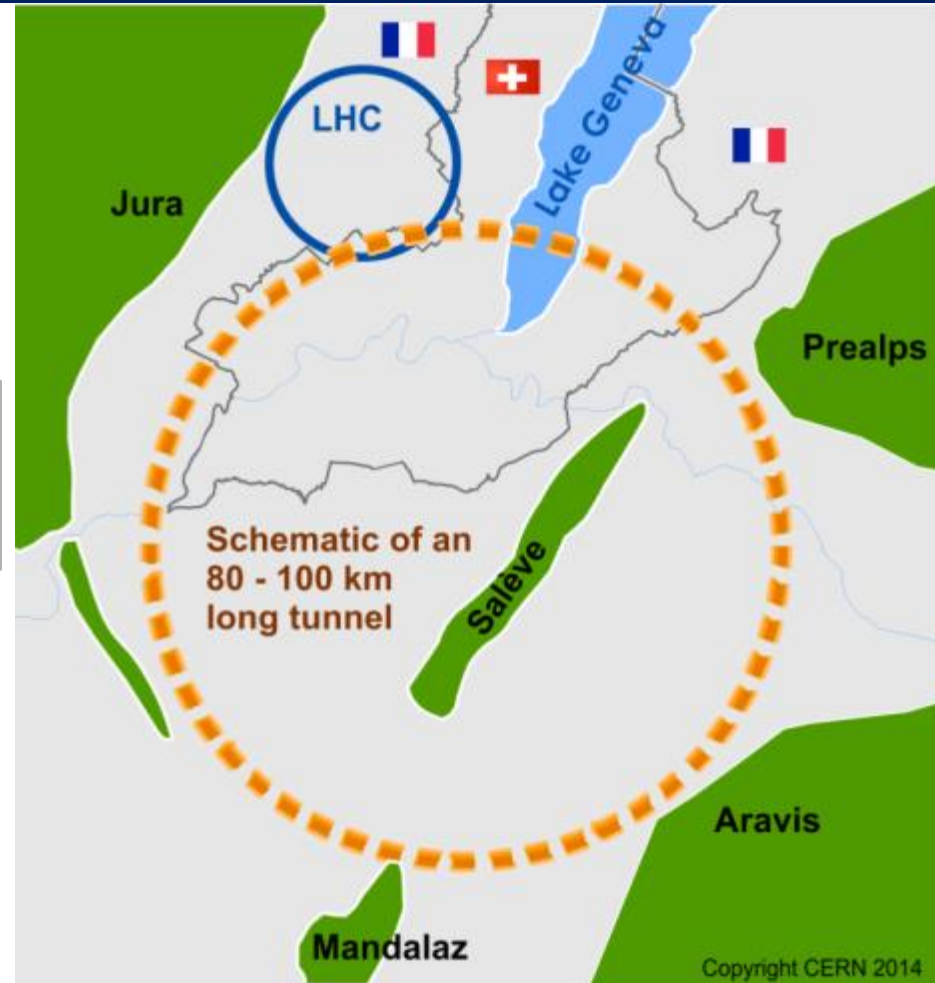 LHC
Lake Geneva
Jura
Prealps
Schematic of an
80 - 100 km
long tunnel
Salève
Aravis
Mandalaz
Copyright CERN 2014